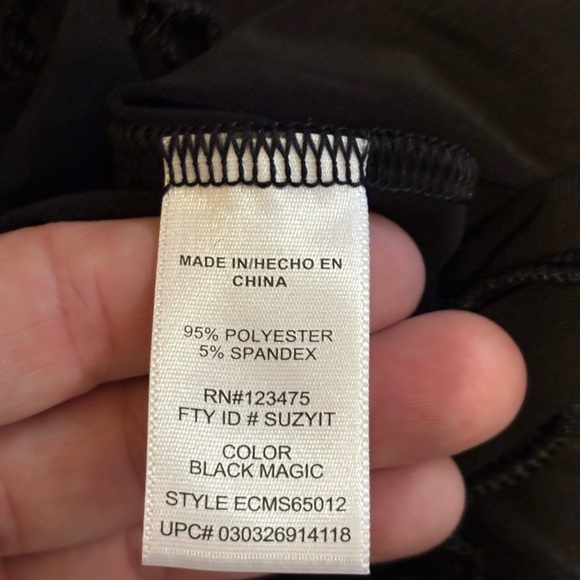 MADE IN/HECHO EN
CHINA
95% POLYESTER
5% SPANDEX
RN#123475
FTY ID # SUZYIT
COLOR
BLACK MAGIC
STYLE ECMS65012
UPC# 030326914118